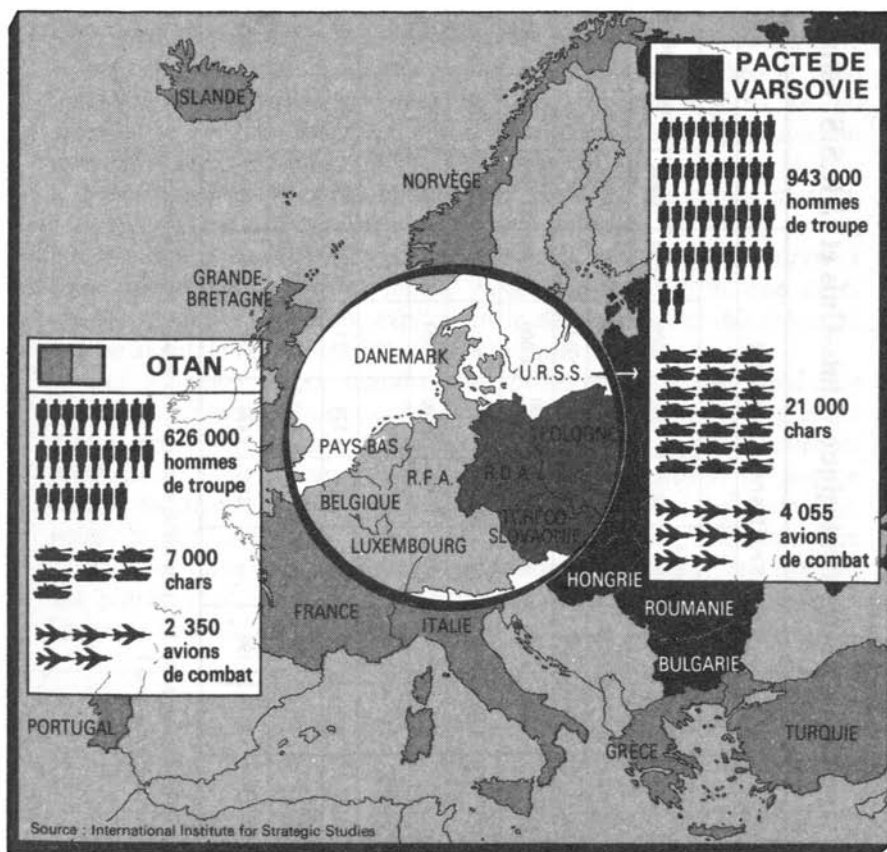 ISLANDE
NORVÈGE
GRANDE-
BRETAGNE
DANEMARK
U.R.S.S.
PAYS-BAS
POLOGNE
R.F.A.
R.D.A.
BELGIQUE
TCHÉCO-
SLOVAQUIE
LUXEMBOURG
HONGRIE
FRANCE
ITALIE
ROUMANIE
BULGARIE
PORTUGAL
GRÈCE
TURQUIE
OTAN
626 000
hommes
de troupe
7 000
chars
2 350
avions
de combat
PACTE DE
VARSOVIE
943 000
hommes
de troupe
21 000
chars
4 055
avions
de combat
Source : International Institute for Strategic Studies